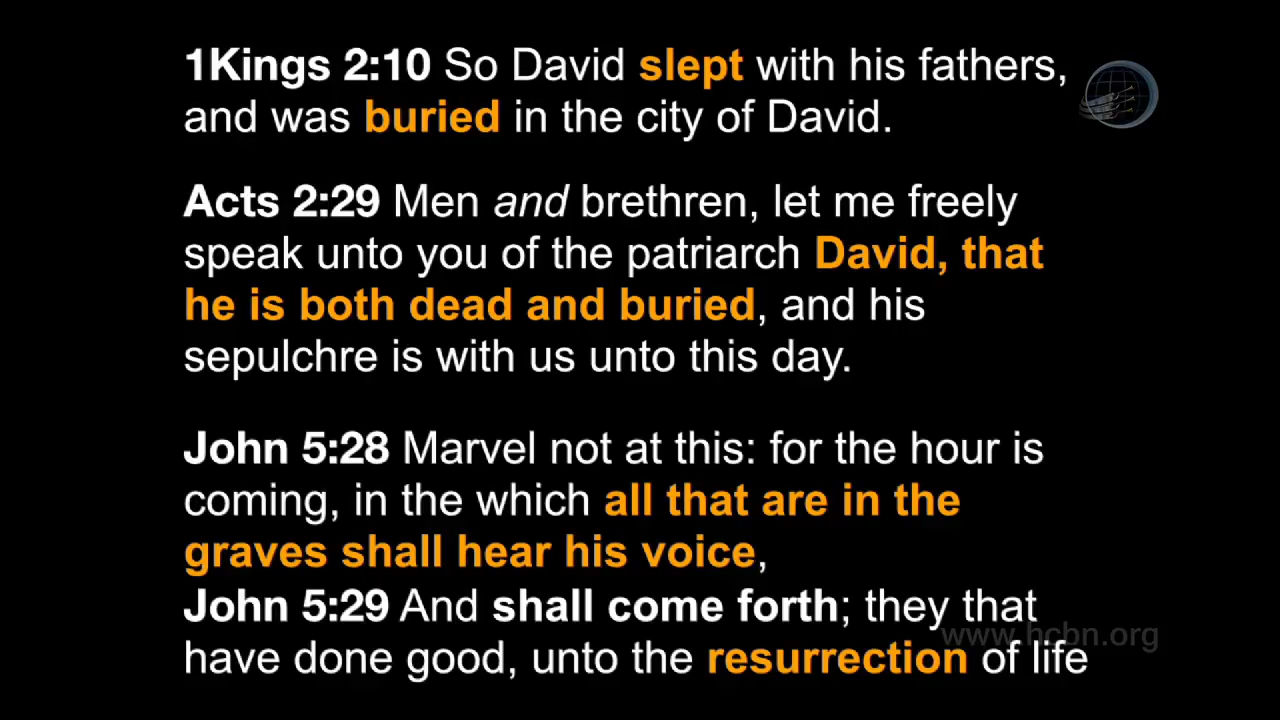 1Kings 2:10 So David slept with his fathers,
and was buried in the city of David.
Acts 2:29 Men and brethren, let me freely
speak unto you of the patriarch David, that
he is both dead and buried, and his
sepulchre is with us unto this day.
John 5:28 Marvel not at this: for the hour is
coming, in the which all that are in the
graves shall hear his voice,
John 5:29 And shall come forth; they that
www.hcbn.org
have done good, unto the resurrection of life